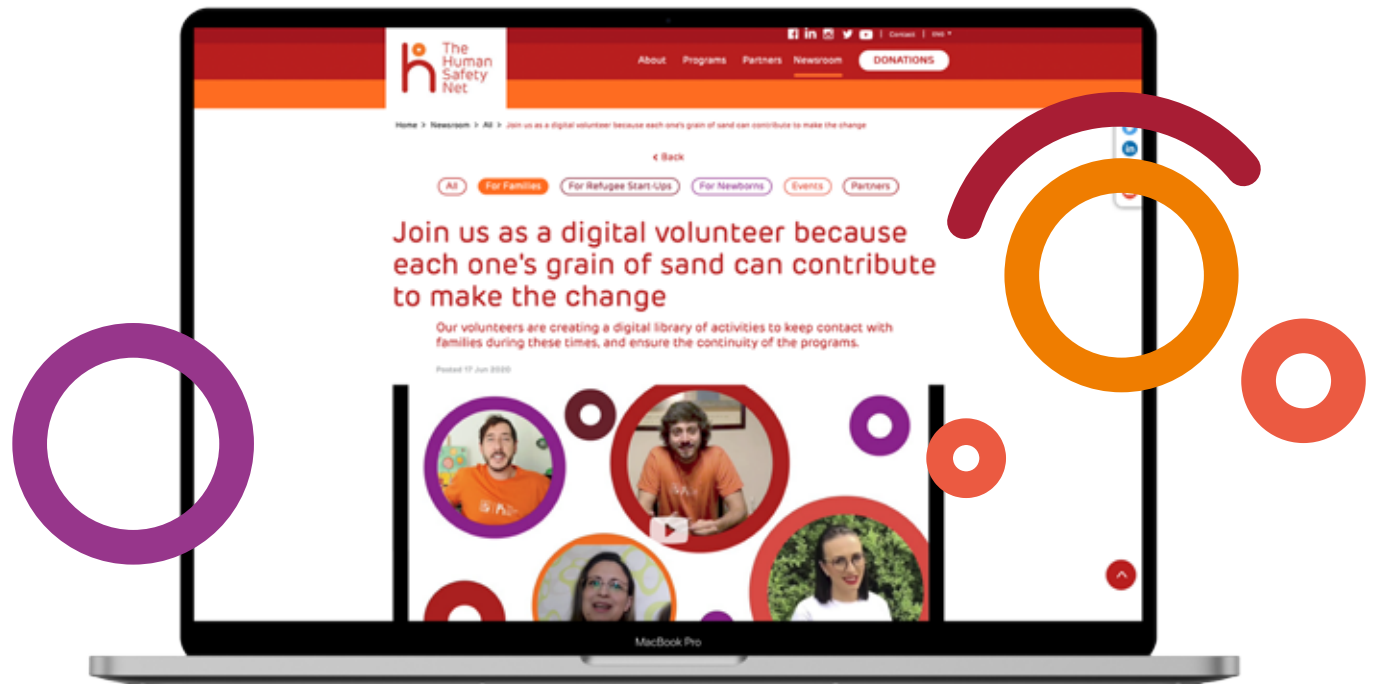 The
Human
Safety
Net
Contact
ENG
About Programs Partners Newsroom DONATIONS
Home > Newsroom > All > Join us as a digital volunteer because each one's grain of sand can contribute to make the change
< Back
All For Families For Refugee Start-Ups For Newborns Events Partners
Join us as a digital volunteer because
each one's grain of sand can contribute
to make the change
Our volunteers are creating a digital library of activities to keep contact with
families during these times, and ensure the continuity of the programs.
Posted 17 Jun 2020
MacBook Pro